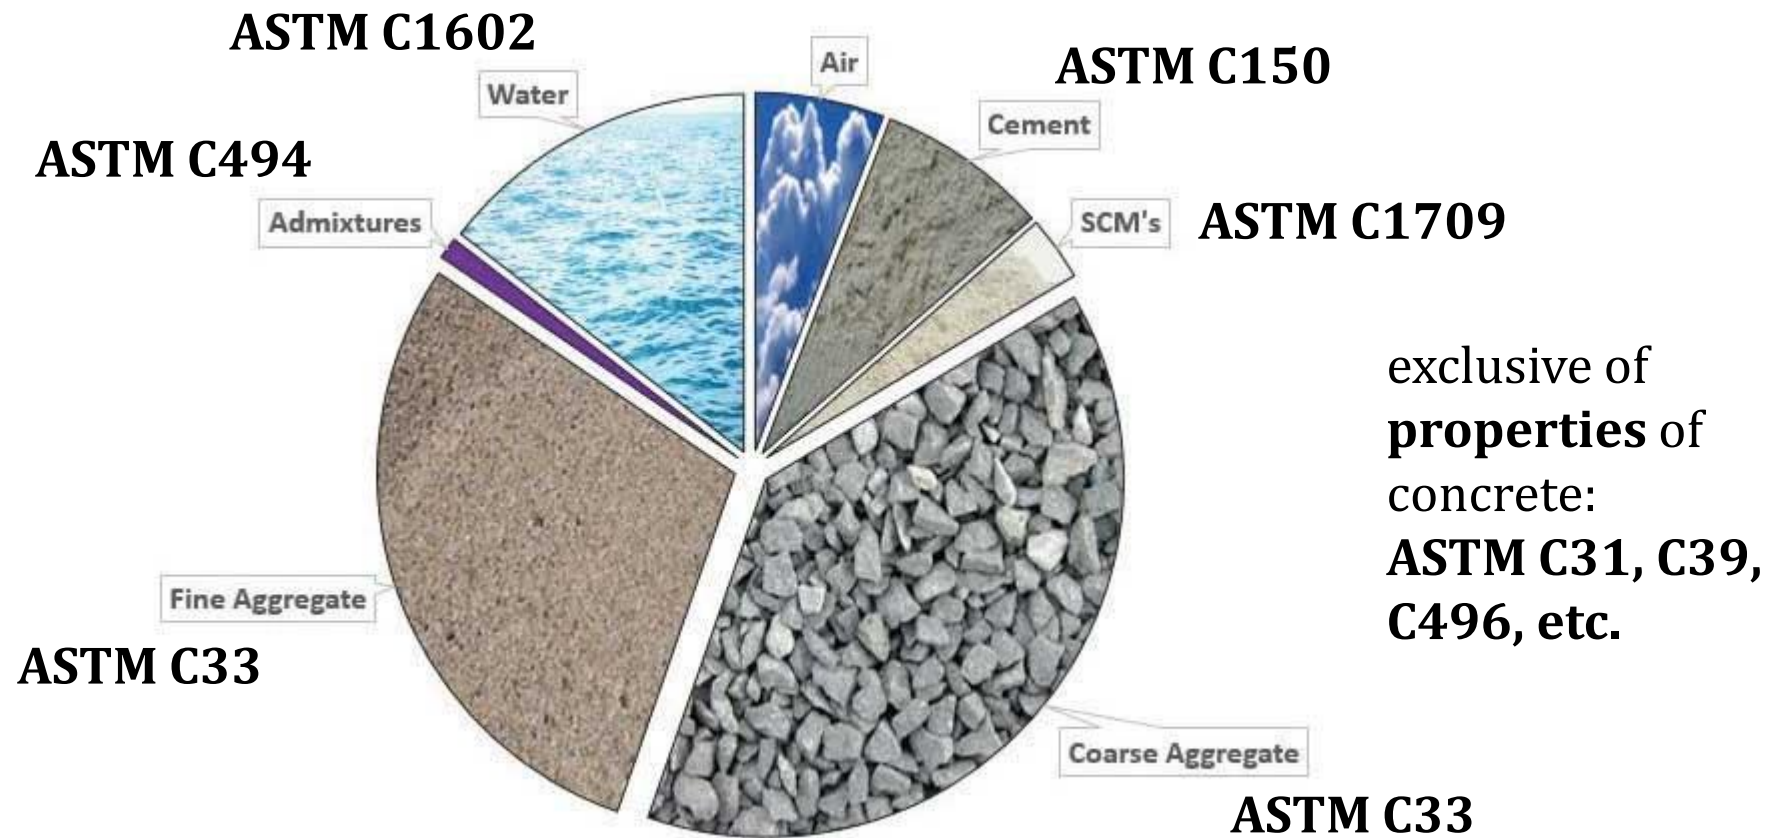 ASTM C1602
Air
ASTM C150
Water
Cement
ASTM C494
Admixtures
SCM's
ASTM C1709
exclusive of
properties of
concrete:
ASTM C31, C39,
C496, etc.
Fine Aggregate
ASTM C33
Coarse Aggregate
ASTM C33